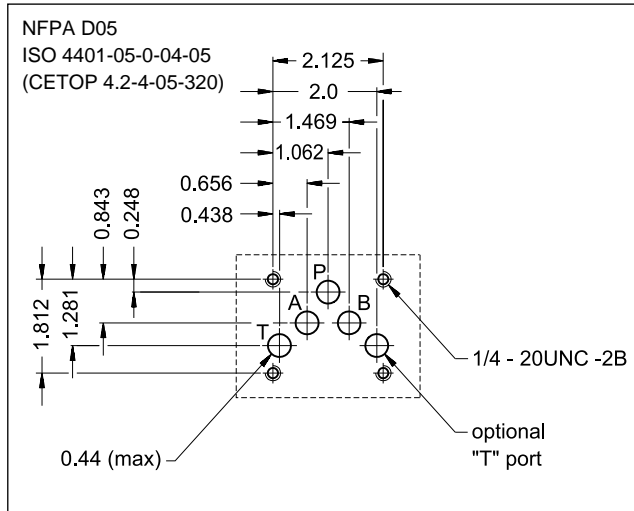 NFPA D05
ISO 4401-05-0-04-05
(CETOP 4.2-4-05-320)
2.125
2.0
1.469
1.062
0.656
0.438
0.843
0.248
1.812
1.281
P
A
B
T
1/4 - 20UNC -2B
0.44 (max)
optional
"T" port